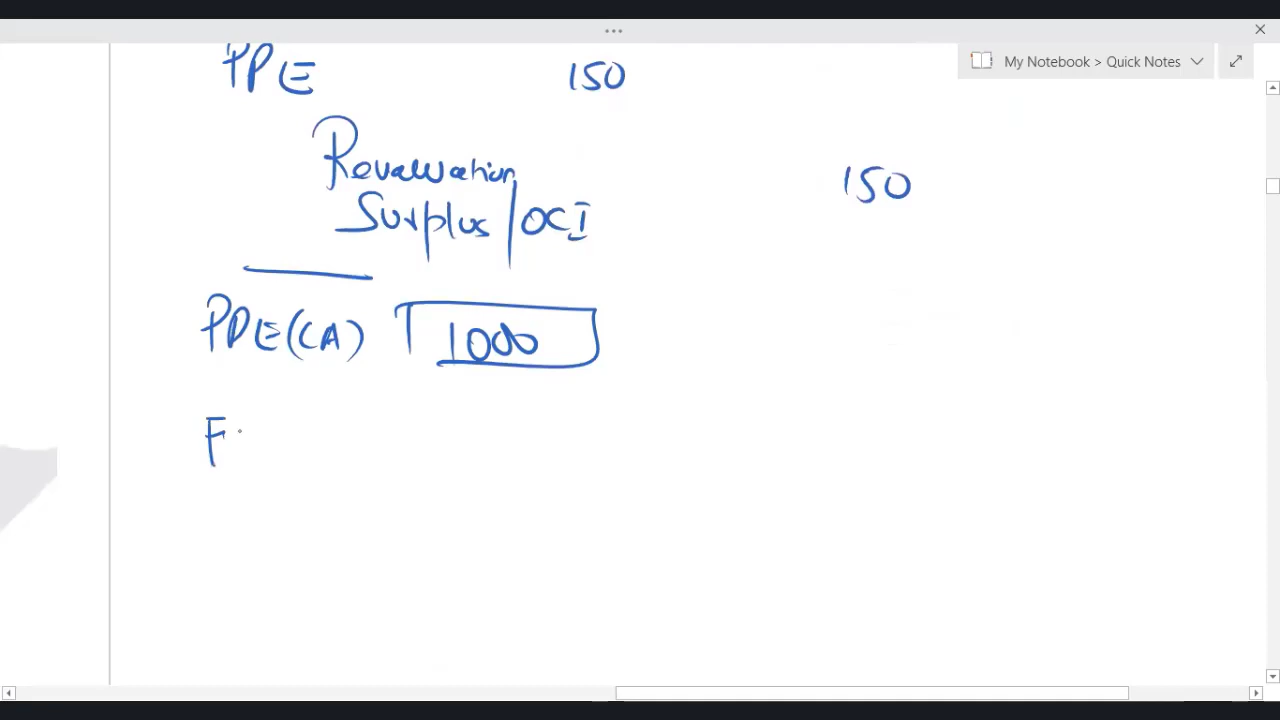 My Notebook > Quick Notes
PPE 150
Revaluation 150
Surplus/OCI
PPE(CA) 1000
F